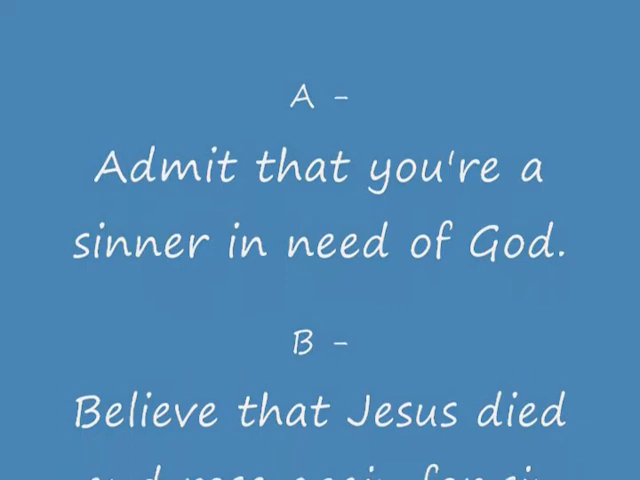 A -
Admit that you're a
sinner in need of God.
B -
Believe that Jesus died